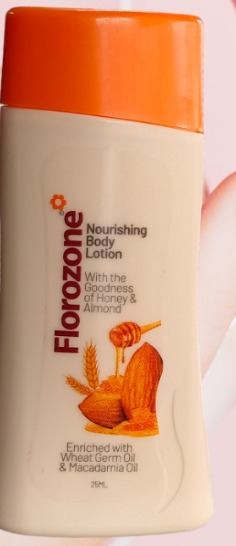 Florozone
Nourishing
Body
Lotion
With the
Goodness
of Honey &
Almond
Enriched with
Wheat Germ Oil
& Macadamia Oil
25ML